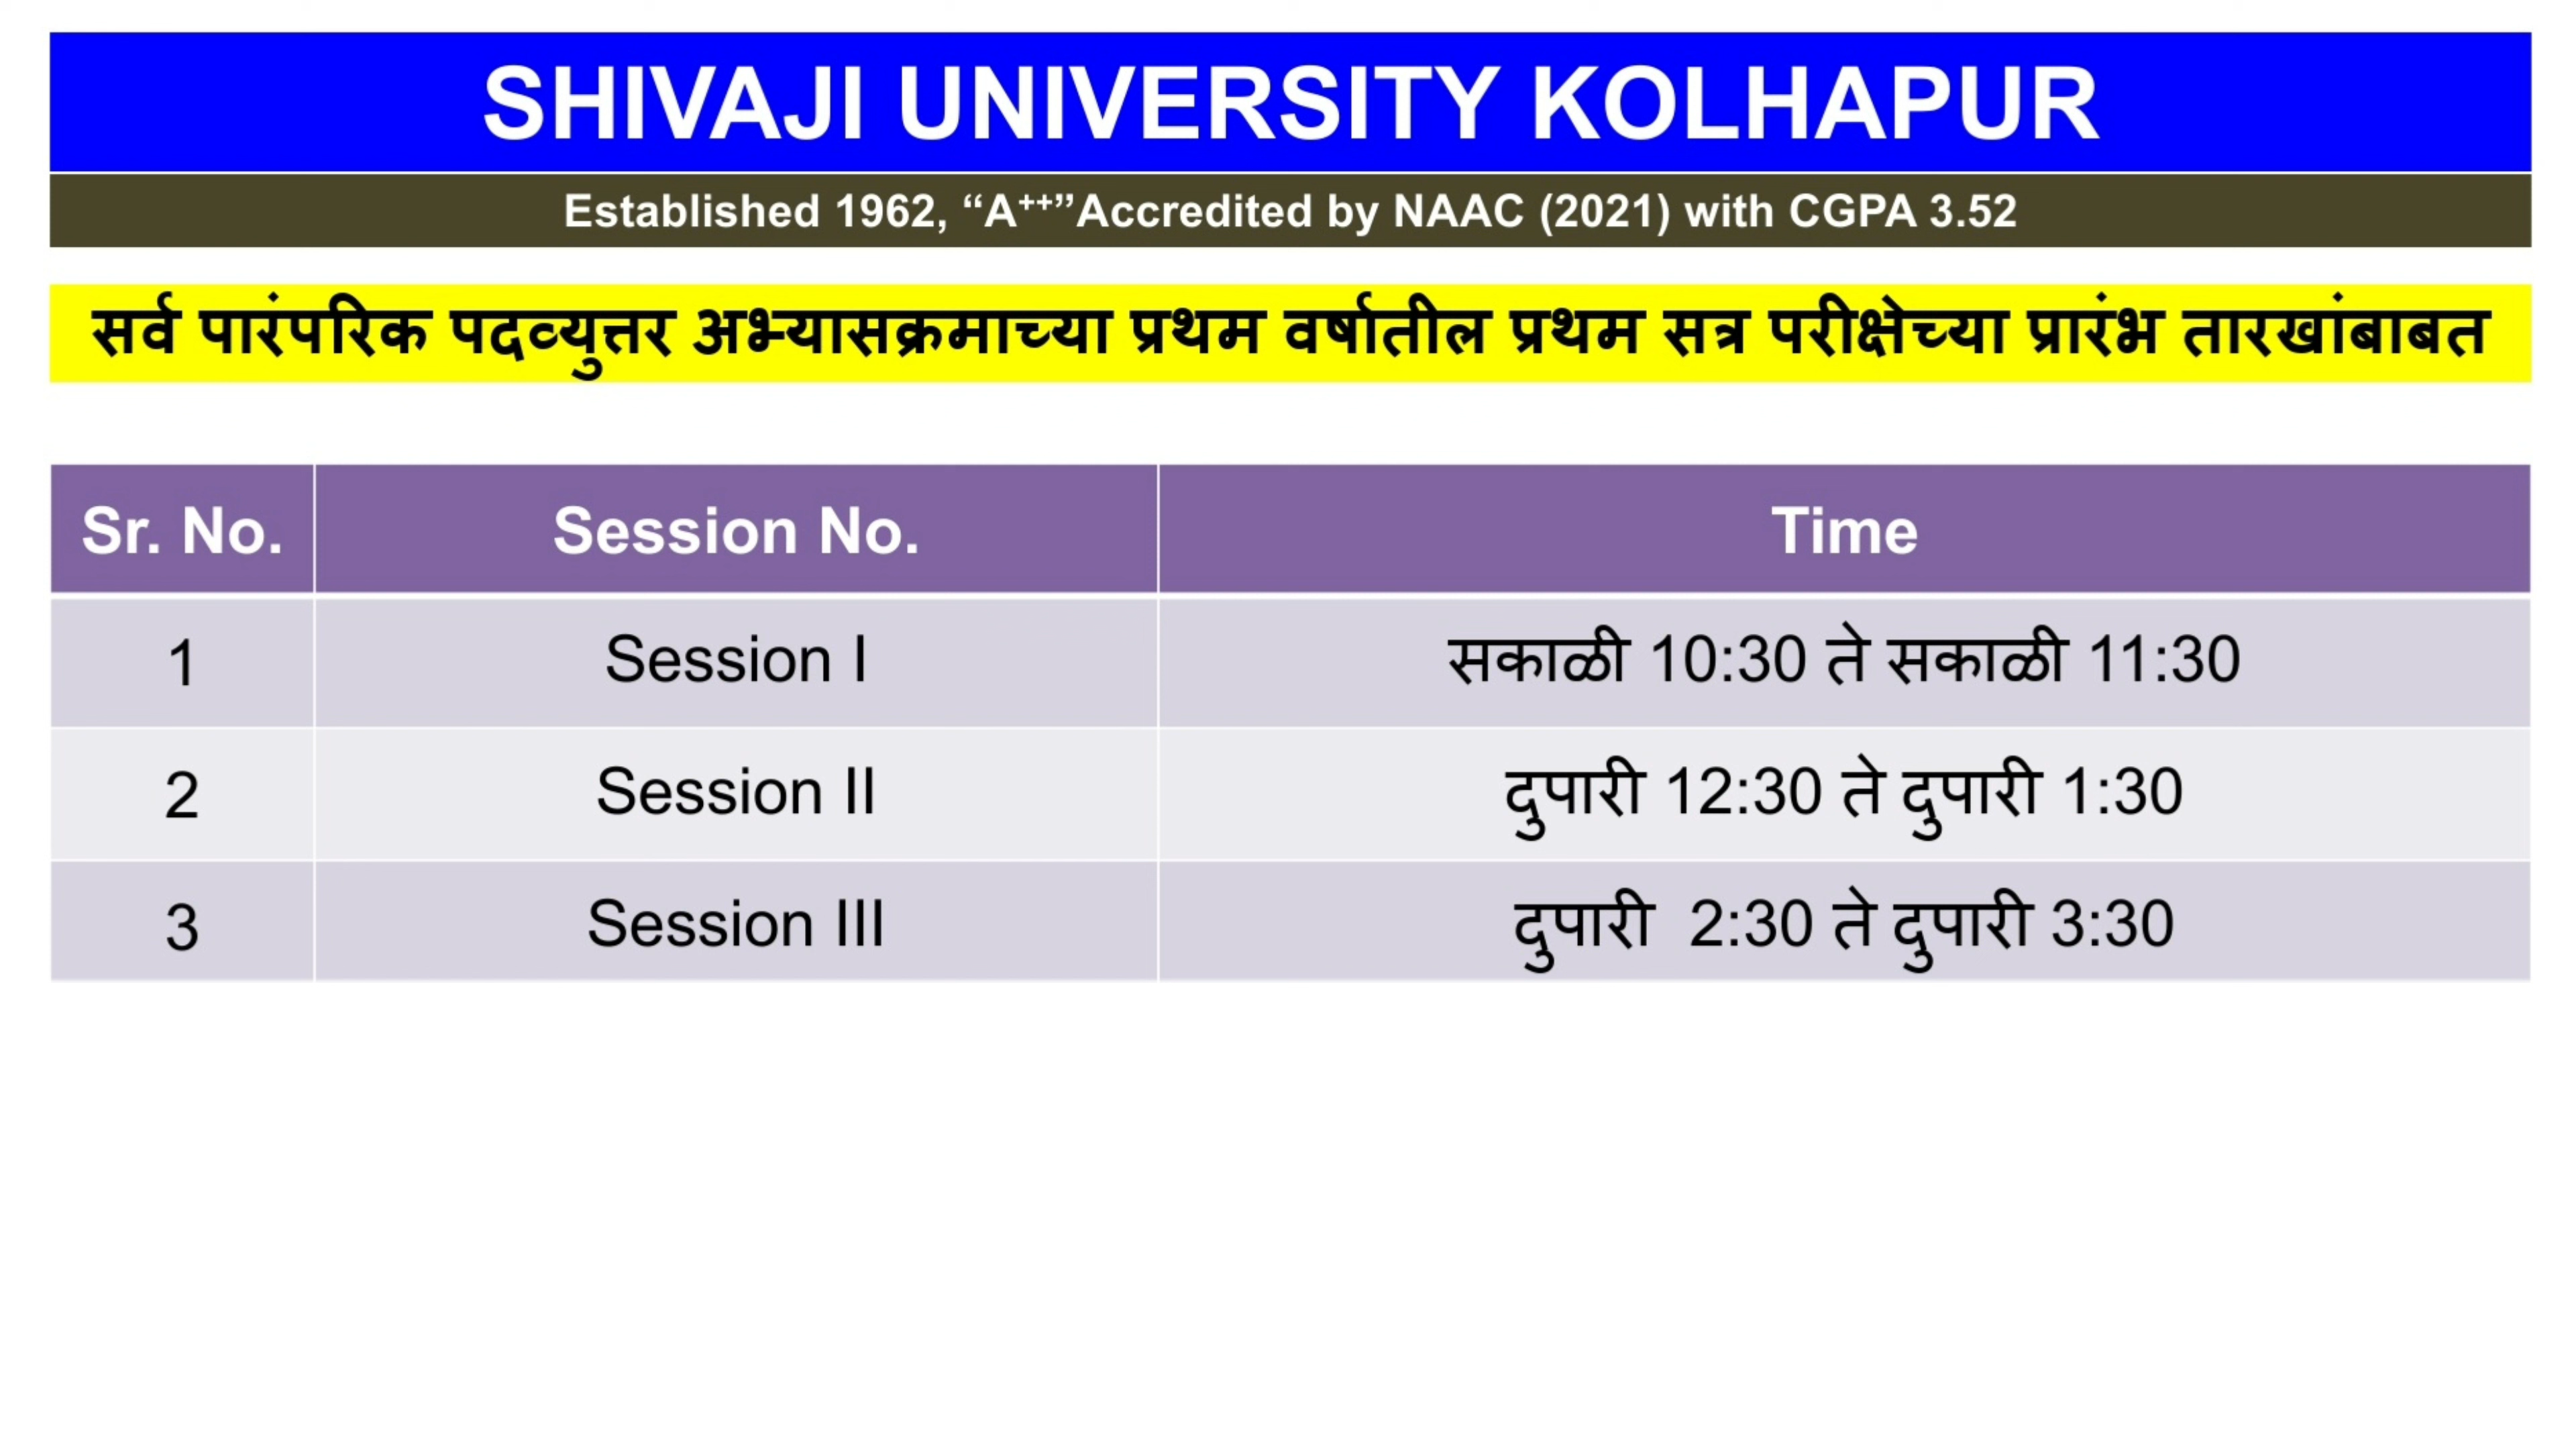 SHIVAJI UNIVERSITY KOLHAPUR
Established 1962, “A⁺⁺”Accredited by NAAC (2021) with CGPA 3.52
सर्व पारंपरिक पदव्युत्तर अभ्यासक्रमाच्या प्रथम वर्षातील प्रथम सत्र परीक्षेच्या प्रारंभ तारखांबाबत
Sr. No. Session No. Time
1 Session I सकाळी 10:30 ते सकाळी 11:30
2 Session II दुपारी 12:30 ते दुपारी 1:30
3 Session III दुपारी 2:30 ते दुपारी 3:30